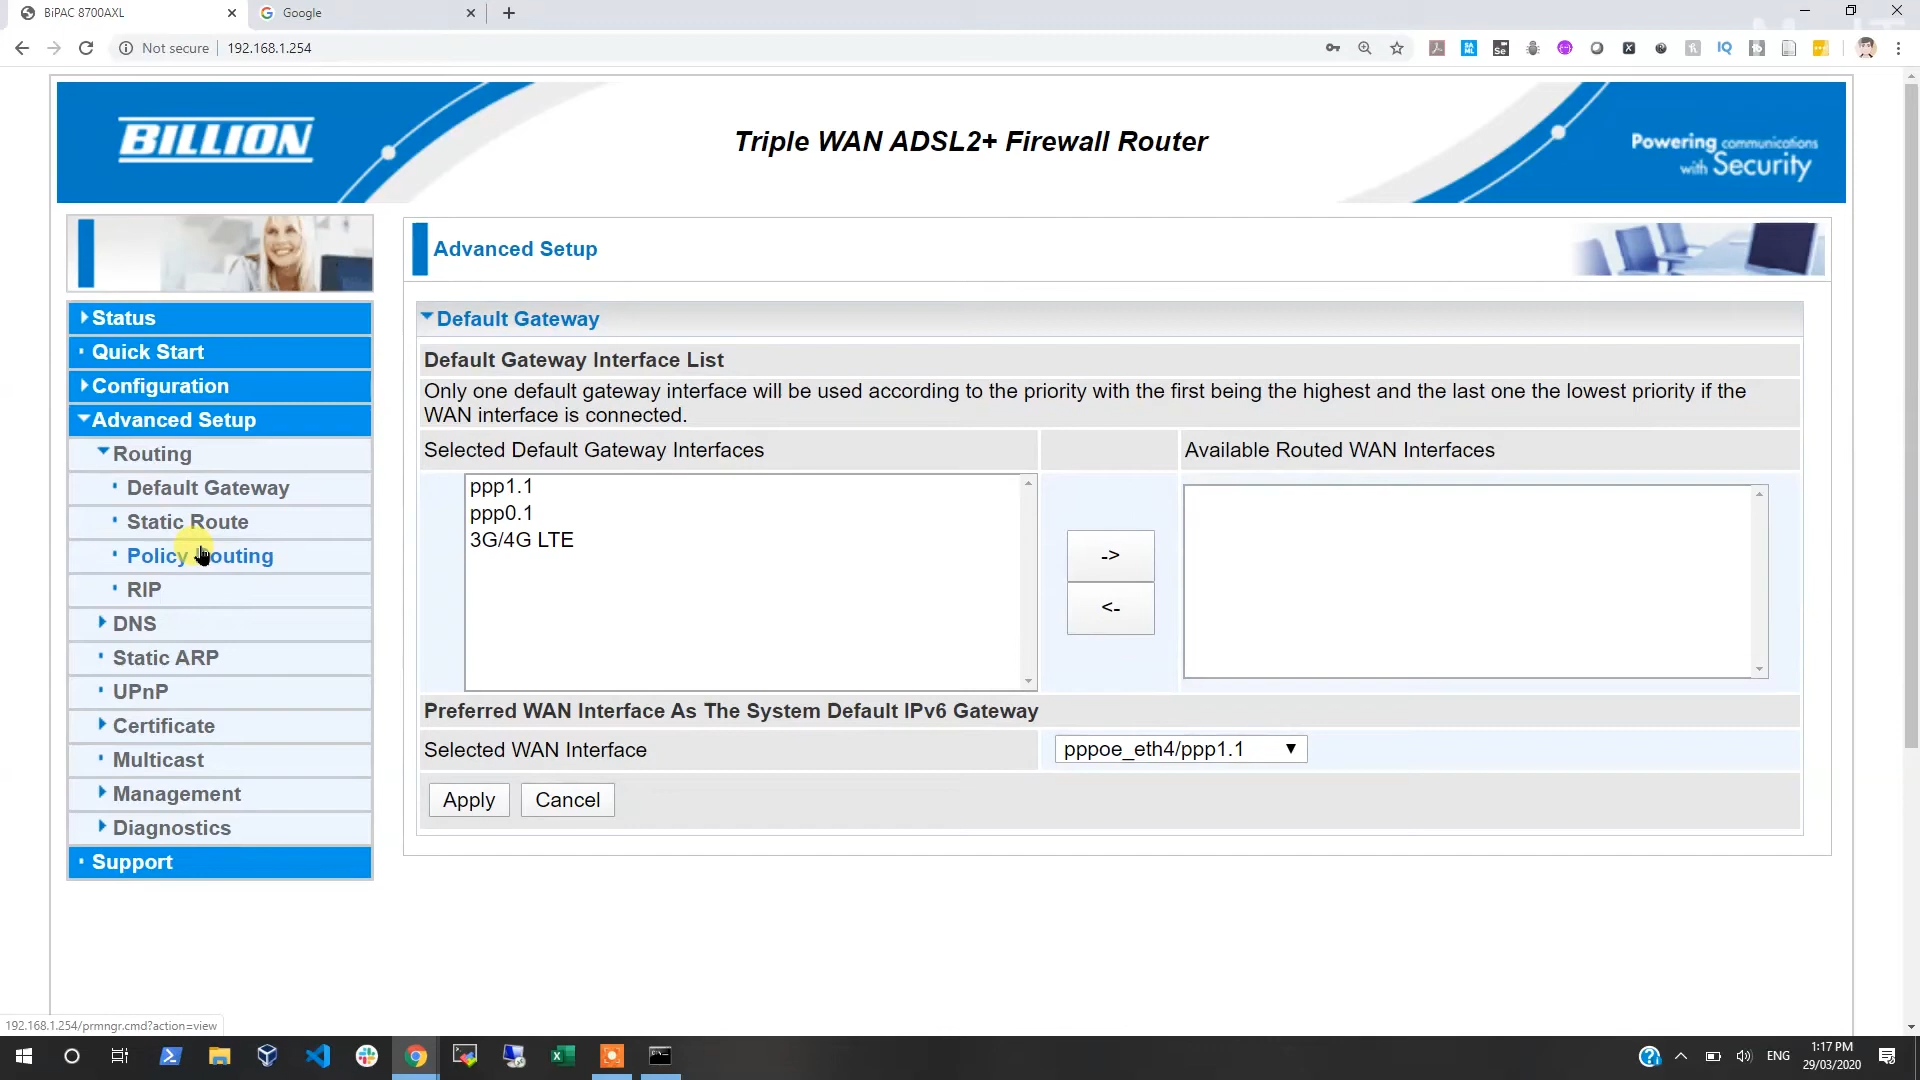 BiPAC 8700AXL
Google
Not secure
192.168.1.254
BILLION
Triple WAN ADSL2+ Firewall Router
Powering communications
with Security
Status
Quick Start
Configuration
Advanced Setup
Routing
Default Gateway
Static Route
Policy Routing
RIP
DNS
Static ARP
UPnP
Certificate
Multicast
Management
Diagnostics
Support
Advanced Setup
Default Gateway
Default Gateway Interface List
Only one default gateway interface will be used according to the priority with the first being the highest and the last one the lowest priority if the
WAN interface is connected.
Selected Default Gateway Interfaces
Available Routed WAN Interfaces
ppp1.1
ppp0.1
3G/4G LTE
->
<-
Preferred WAN Interface As The System Default IPv6 Gateway
Selected WAN Interface
pppoe_eth4/ppp1.1
Apply
Cancel
192.168.1.254/prmngr.cmd?action=view
ENG
1:17 PM
29/03/2020